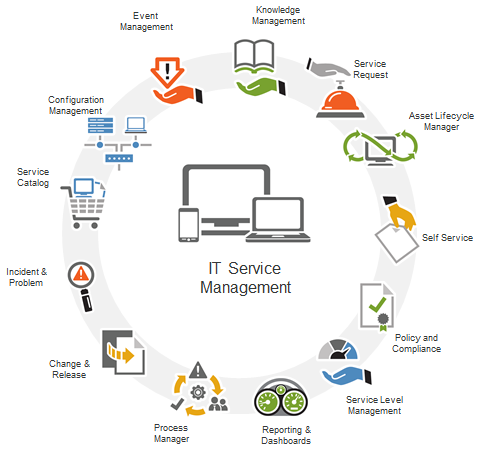 Event
Management
Knowledge
Management
Service
Request
Asset Lifecycle
Manager
Self Service
Policy and
Compliance
Service Level
Management
Reporting &
Dashboards
Process
Manager
Change &
Release
Incident &
Problem
Service
Catalog
Configuration
Management
IT Service
Management